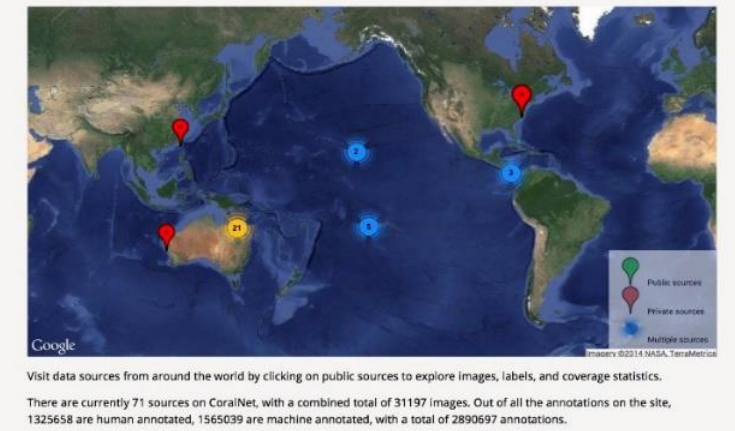 2
3
21
5
Public sources
Private sources
Multiple sources
Google
Imagery ©2014 NASA, TerraMetrics
Visit data sources from around the world by clicking on public sources to explore images, labels, and coverage statistics.
There are currently 71 sources on CoralNet, with a combined total of 31197 images. Out of all the annotations on the site,
1325658 are human annotated, 1565039 are machine annotated, with a total of 2890697 annotations.